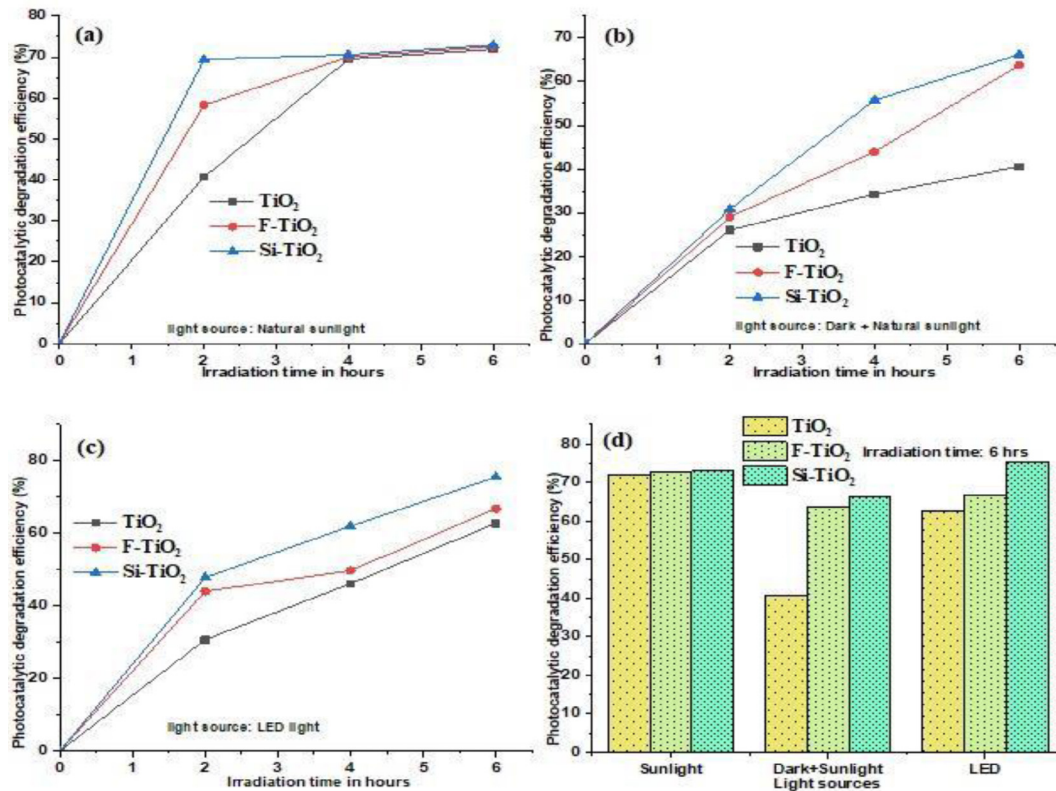 (a)
Photocatalytic degradation efficiency (%)
80
70
60
50
40
30
20
10
0
TiO₂
F-TiO₂
Si-TiO₂
light source: Natural sunlight
0 1 2 3 4 5 6
Irradiation time in hours
(b)
Photocatalytic degradation efficiency (%)
70
60
50
40
30
20
10
0
TiO₂
F-TiO₂
Si-TiO₂
light source: Dark + Natural sunlight
0 1 2 3 4 5 6
Irradiation time in hours
(c)
Photocatalytic degradation efficiency (%)
80
60
40
20
0
TiO₂
F-TiO₂
Si-TiO₂
light source: LED light
0 1 2 3 4 5 6
Irradiation time in hours
(d)
Photocatalytic degradation efficiency (%)
80
70
60
50
40
30
20
10
0
TiO₂
F-TiO₂
Si-TiO₂
Irradiation time: 6 hrs
Sunlight Dark+Sunlight LED
Light sources